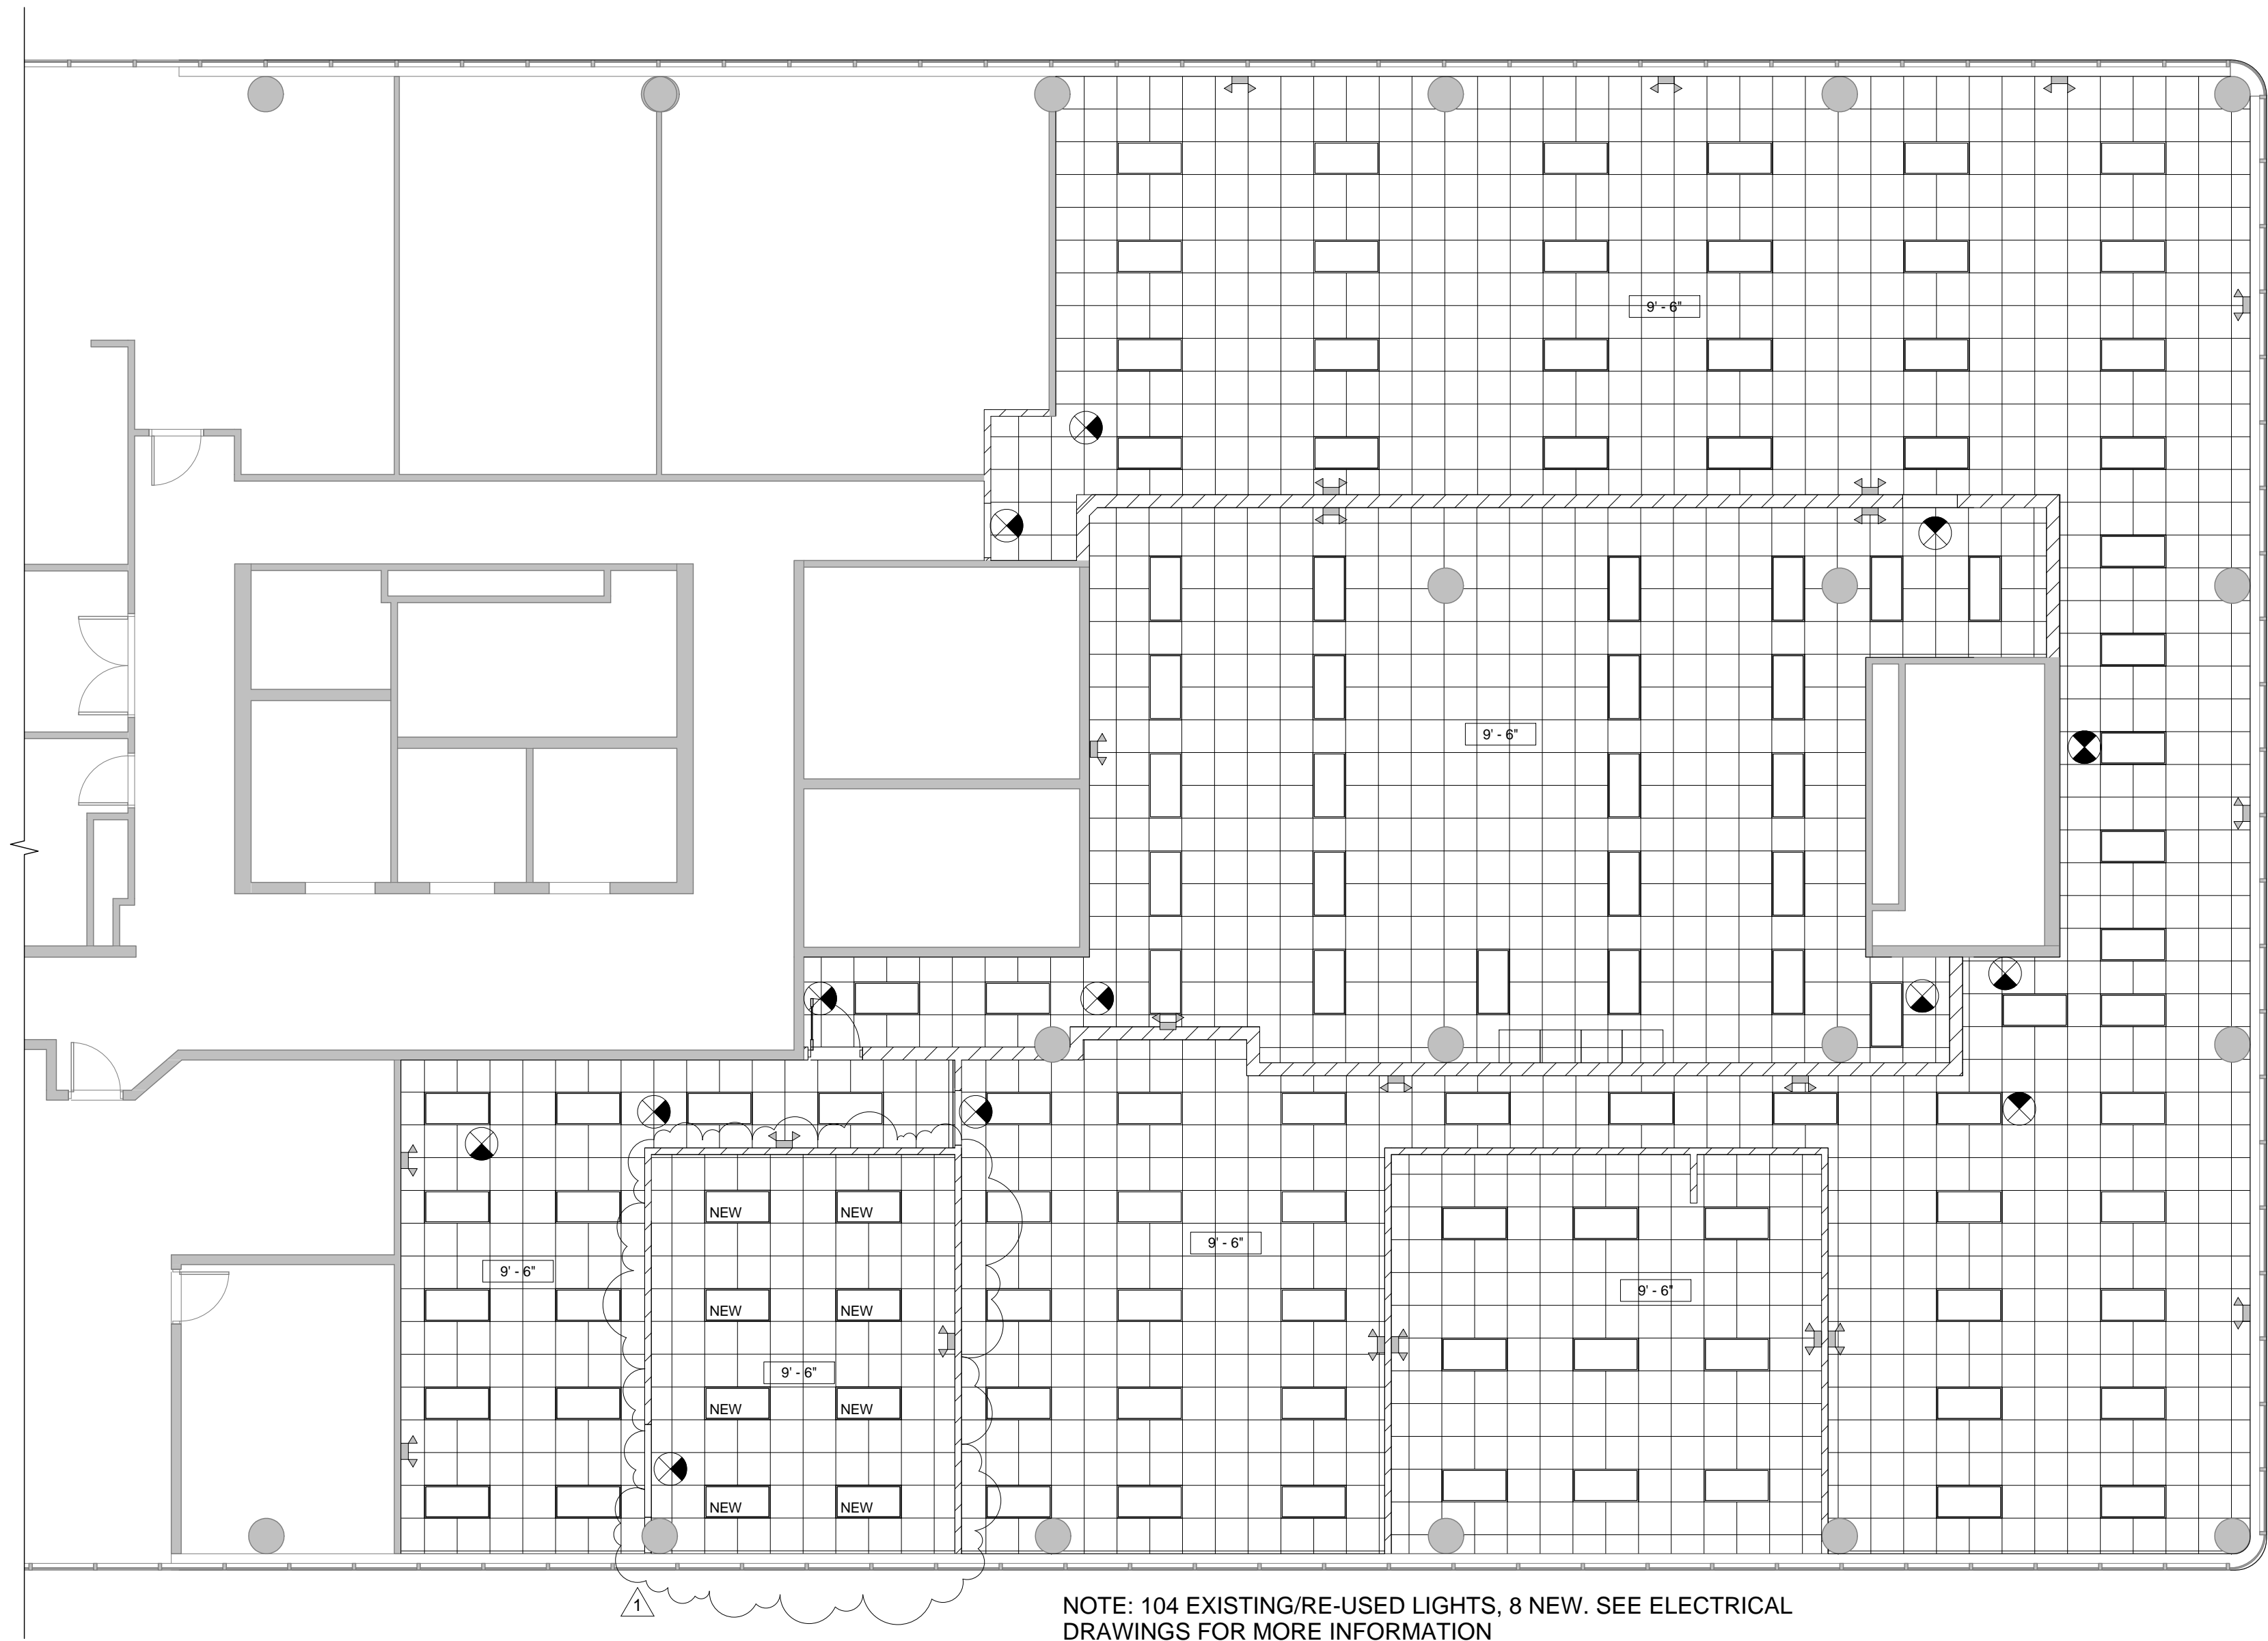 9' - 6"
9' - 6"
NEW NEW
9' - 6"
9' - 6"
9' - 6"
NEW NEW
9' - 6"
NEW NEW
NEW NEW
1
NOTE: 104 EXISTING/RE-USED LIGHTS, 8 NEW. SEE ELECTRICAL
DRAWINGS FOR MORE INFORMATION